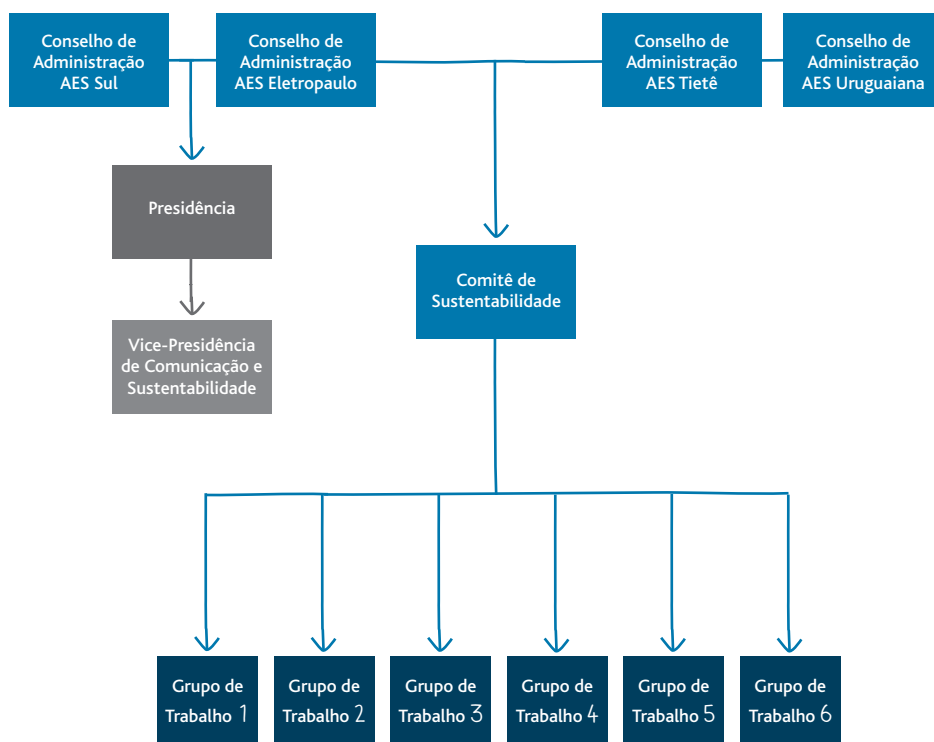 Conselho de
Administração
AES Sul
Conselho de
Administração
AES Eletropaulo
Conselho de
Administração
AES Tietê
Conselho de
Administração
AES Uruguaiana
Presidência
Comitê de
Sustentabilidade
Vice-Presidência
de Comunicação e
Sustentabilidade
Grupo de
Trabalho 1
Grupo de
Trabalho 2
Grupo de
Trabalho 3
Grupo de
Trabalho 4
Grupo de
Trabalho 5
Grupo de
Trabalho 6